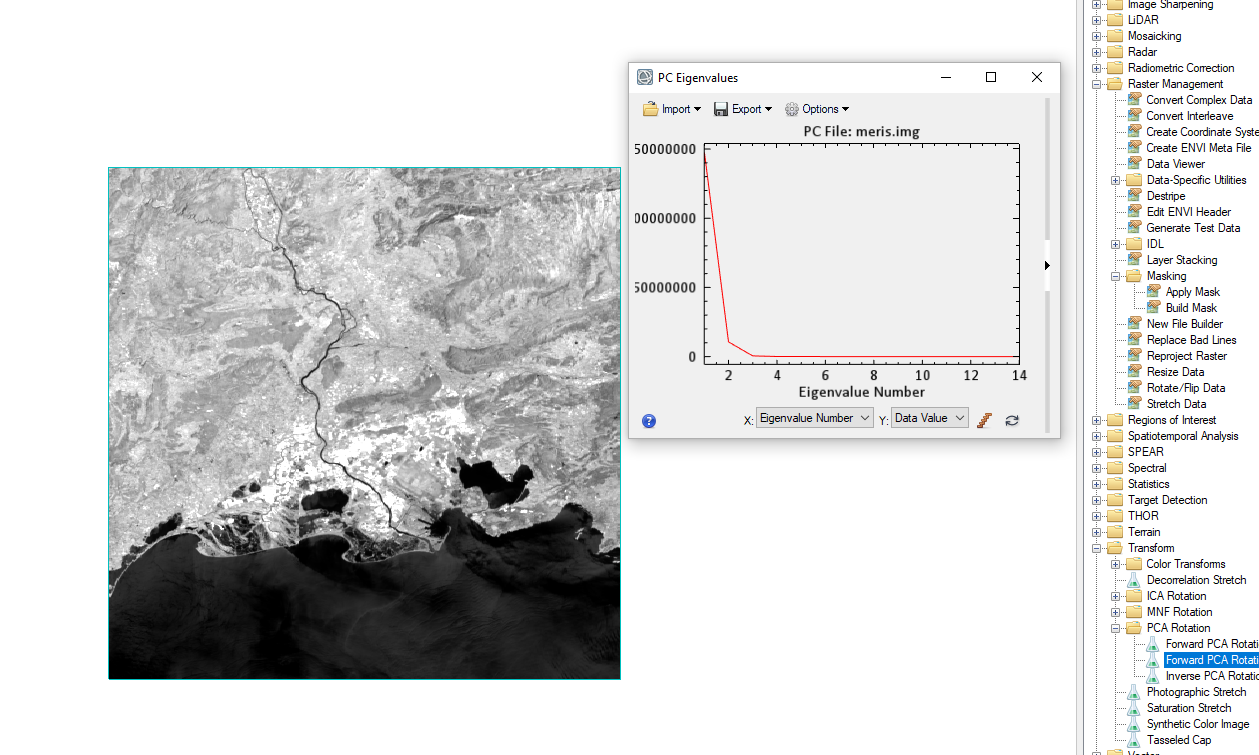 PC Eigenvalues
Import Export Options
PC File: meris.img
50000000
00000000
50000000
0
2 4 6 8 10 12 14
Eigenvalue Number
X: Eigenvalue Number Y: Data Value
Image Sharpening
LiDAR
Mosaicking
Radar
Radiometric Correction
Raster Management
Convert Complex Data
Convert Interleave
Create Coordinate Syste
Create ENVI Meta File
Data Viewer
Data-Specific Utilities
Destripe
Edit ENVI Header
Generate Test Data
IDL
Layer Stacking
Masking
Apply Mask
Build Mask
New File Builder
Replace Bad Lines
Reproject Raster
Resize Data
Rotate/Flip Data
Stretch Data
Regions of Interest
Spatiotemporal Analysis
SPEAR
Spectral
Statistics
Target Detection
THOR
Terrain
Transform
Color Transforms
Decorrelation Stretch
ICA Rotation
MNF Rotation
PCA Rotation
Forward PCA Rotati
Forward PCA Rotati
Inverse PCA Rotatio
Photographic Stretch
Saturation Stretch
Synthetic Color Image
Tasseled Cap